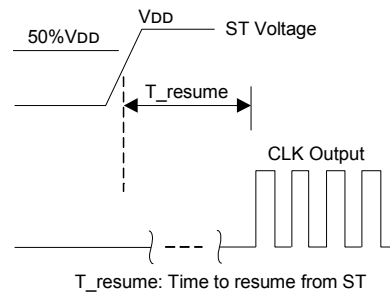 VDD
50%VDD
ST Voltage
T_resume
CLK Output
T_resume: Time to resume from ST